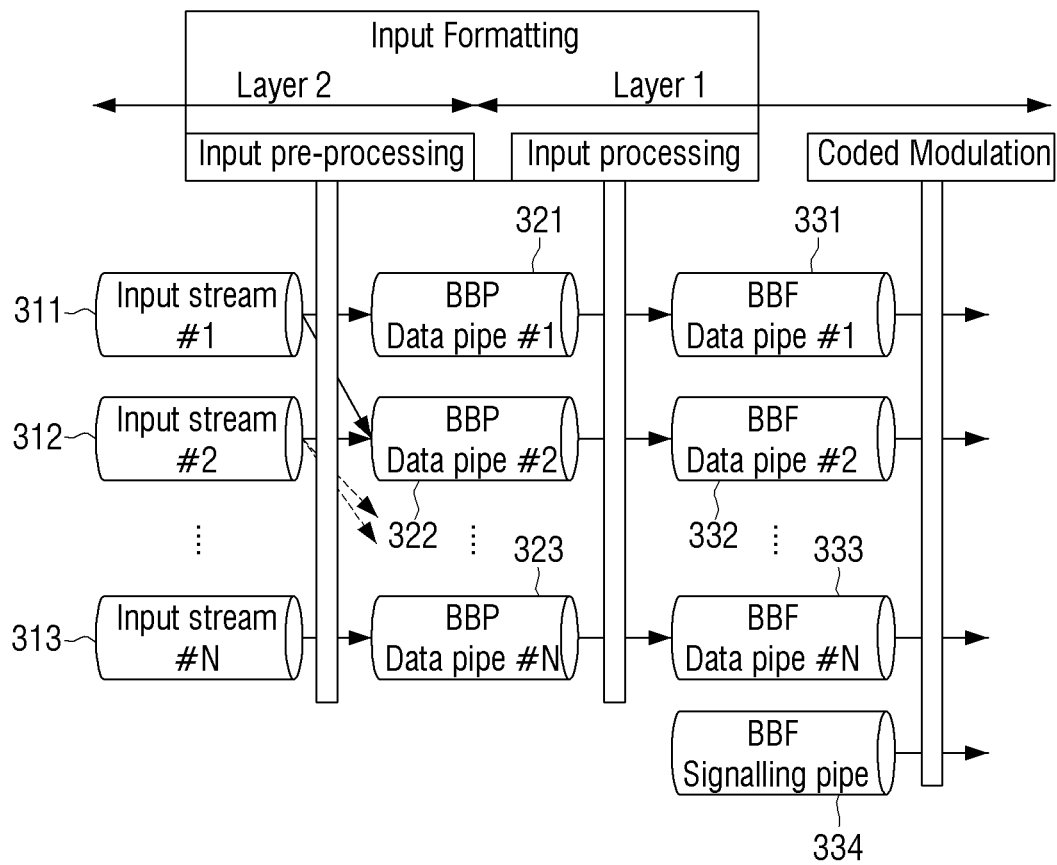 Input Formatting
Layer 2
Layer 1
Input pre-processing
Input processing
Coded Modulation
321
331
311
Input stream
#1
BBP
Data pipe #1
BBF
Data pipe #1
312
Input stream
#2
BBP
Data pipe #2
BBF
Data pipe #2
322
332
323
333
313
Input stream
#N
BBP
Data pipe #N
BBF
Data pipe #N
BBF
Signalling pipe
334